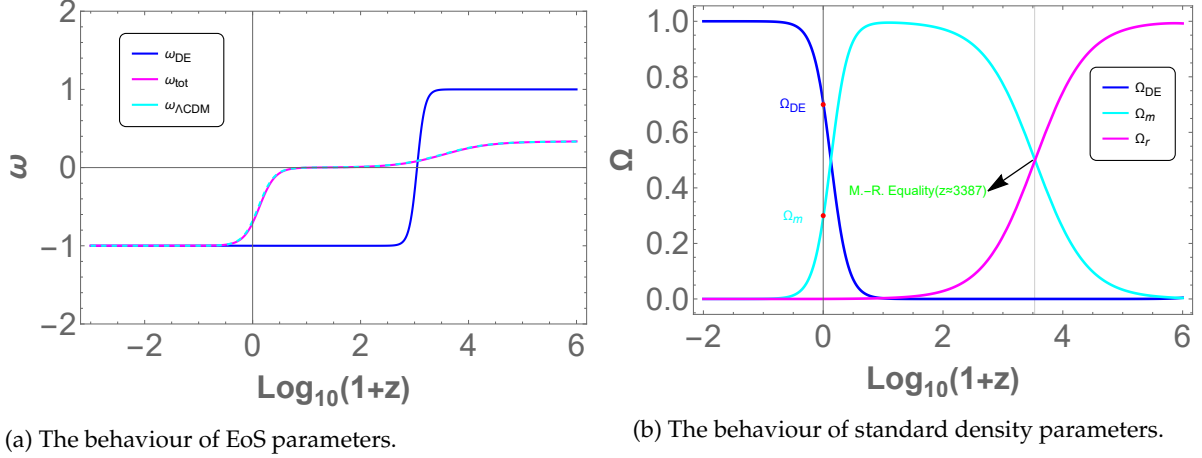 2
1
0
−1
−2
ω
ω_DE
ω_tot
ω_ΛCDM
−2 0 2 4 6
Log₁₀(1+z)
(a) The behaviour of EoS parameters.
1.0
0.8
0.6
0.4
0.2
0.0
Ω
Ω_DE
Ω_m
Ω_DE
Ω_m
Ω_r
M.–R. Equality(z≈3387)
−2 0 2 4 6
Log₁₀(1+z)
(b) The behaviour of standard density parameters.